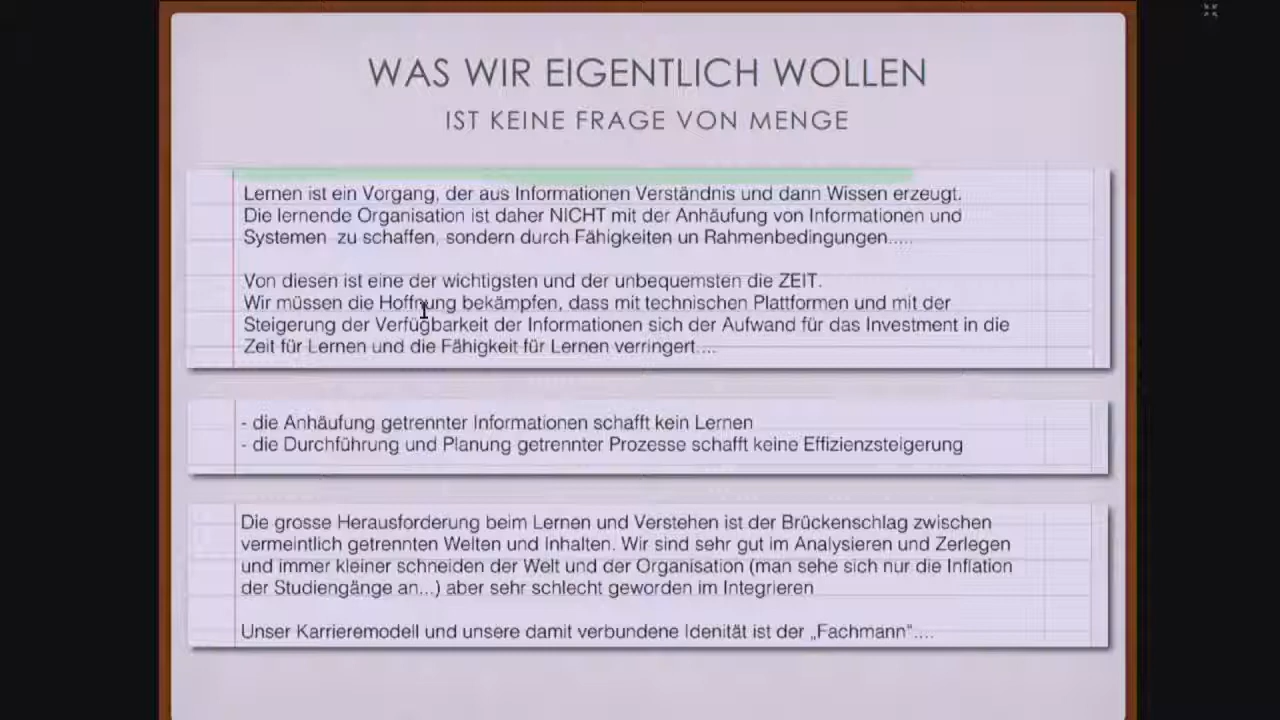 WAS WIR EIGENTLICH WOLLEN
IST KEINE FRAGE VON MENGE
Lernen ist ein Vorgang, der aus Informationen Verständnis und dann Wissen erzeugt.
Die lernende Organisation ist daher NICHT mit der Anhäufung von Informationen und
Systemen zu schaffen, sondern durch Fähigkeiten un Rahmenbedingungen.....
Von diesen ist eine der wichtigsten und der unbequemsten die ZEIT.
Wir müssen die Hoffnung bekämpfen, dass mit technischen Plattformen und mit der
Steigerung der Verfügbarkeit der Informationen sich der Aufwand für das Investment in die
Zeit für Lernen und die Fähigkeit für Lernen verringert....
- die Anhäufung getrennter Informationen schafft kein Lernen
- die Durchführung und Planung getrennter Prozesse schafft keine Effizienzsteigerung
Die grosse Herausforderung beim Lernen und Verstehen ist der Brückenschlag zwischen
vermeintlich getrennten Welten und Inhalten. Wir sind sehr gut im Analysieren und Zerlegen
und immer kleiner schneiden der Welt und der Organisation (man sehe sich nur die Inflation
der Studiengänge an...) aber sehr schlecht geworden im Integrieren
Unser Karrieremodell und unsere damit verbundene Idenität ist der „Fachmann“....